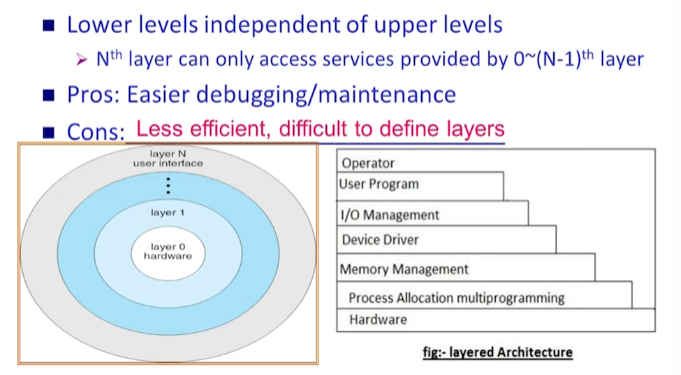 Lower levels independent of upper levels
Nth layer can only access services provided by 0~(N-1)th layer
Pros: Easier debugging/maintenance
Cons: Less efficient, difficult to define layers
layer N
user interface
layer 1
layer 0
hardware
Operator
User Program
I/O Management
Device Driver
Memory Management
Process Allocation multiprogramming
Hardware
fig:- layered Architecture